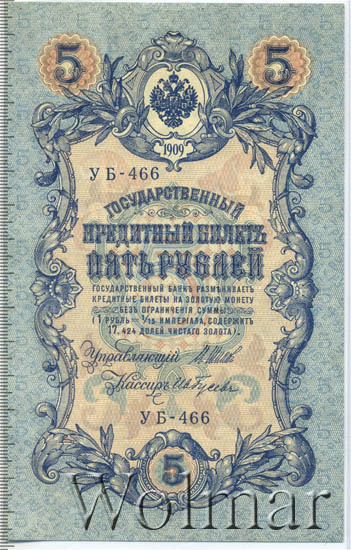 5 5
1909
УБ-466
ГОСУДАРСТВЕННЫЙ
КРЕДИТНЫЙ БИЛЕТЪ
ПЯТЬ РУБЛЕЙ
ГОСУДАРСТВЕННЫЙ БАНКЪ РАЗМѢНИВАЕТЪ
КРЕДИТНЫЕ БИЛЕТЫ НА ЗОЛОТУЮ МОНЕТУ
БЕЗЪ ОГРАНИЧЕНІЯ СУММЫ
(1 РУБЛЬ = 1/15 ИМПЕРІАЛА, СОДЕРЖИТЪ
17,424 ДОЛЕЙ ЧИСТАГО ЗОЛОТА).
Управляющій И.Шипов
Кассиръ
УБ-466
5
Wolmar